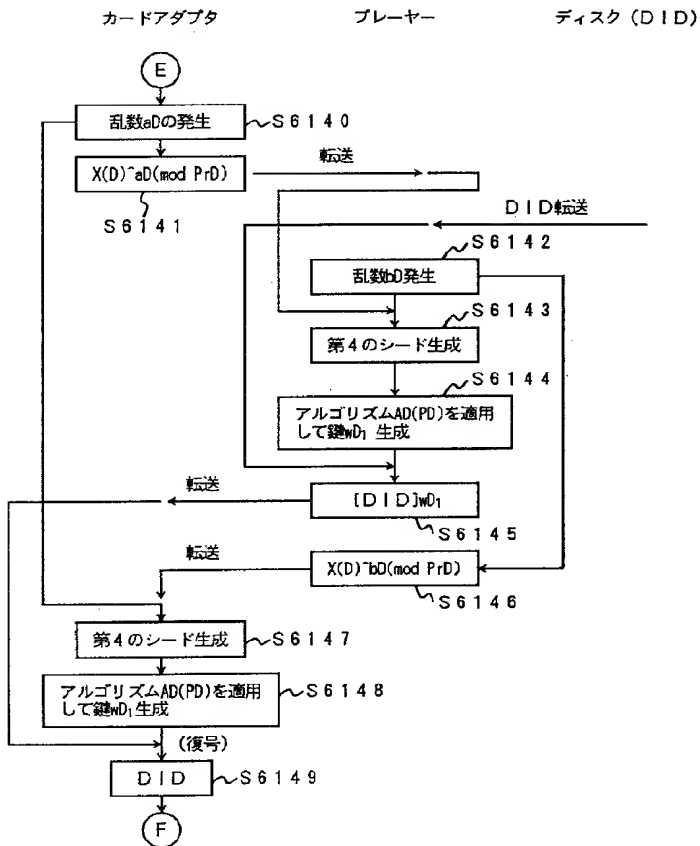 カードアダプタ プレーヤー ディスク(DID)
E
乱数aDの発生 S6140
転送
X(D)^aD(mod PrD)
S6141
DID転送
S6142
乱数bD発生
S6143
第4のシード生成
S6144
アルゴリズムAD(PD)を適用
して鍵wD₁ 生成
転送
[DID]wD₁
S6145
転送
X(D)^bD(mod PrD)
S6146
第4のシード生成 S6147
アルゴリズムAD(PD)を適用
して鍵wD₁生成
S6148
(復号)
DID S6149
F